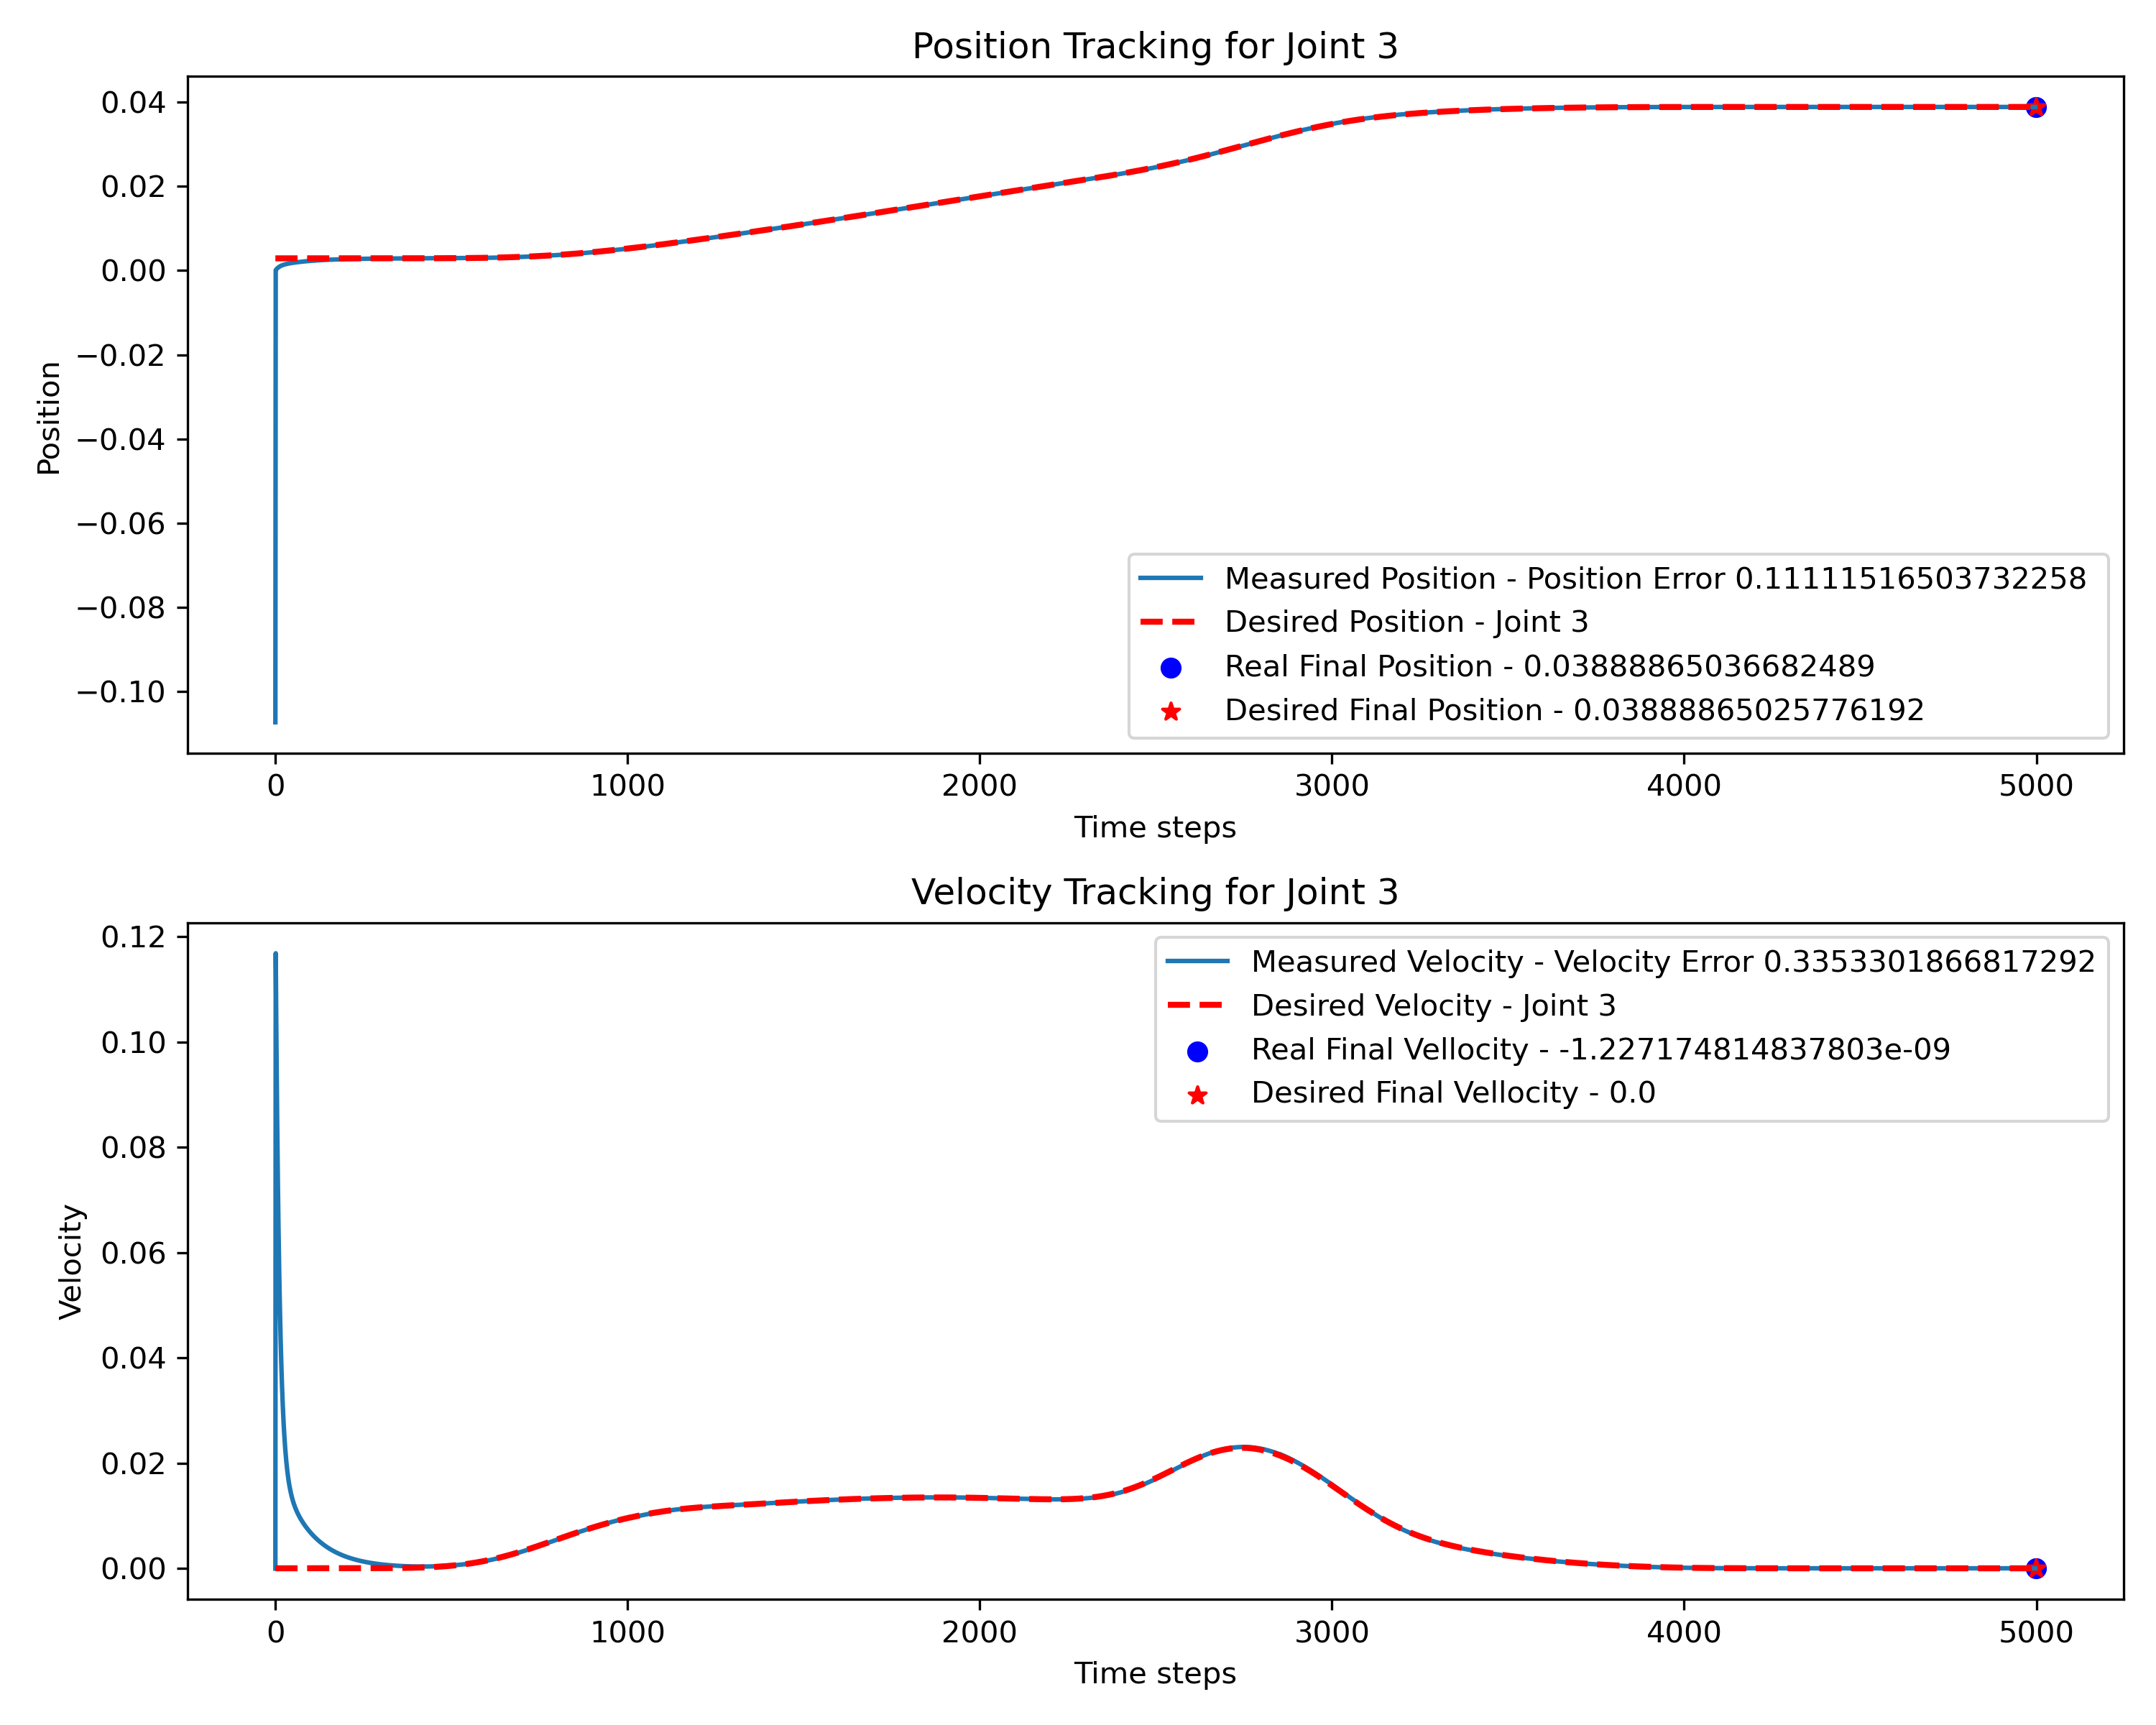 Position Tracking for Joint 3
0.04
0.02
0.00
−0.02
−0.04
−0.06
−0.08
−0.10
Position
Measured Position - Position Error 0.11111516503732258
Desired Position - Joint 3
Real Final Position - 0.03888865036682489
Desired Final Position - 0.03888865025776192
0 1000 2000 3000 4000 5000
Time steps
Velocity Tracking for Joint 3
0.12
0.10
0.08
0.06
0.04
0.02
0.00
Velocity
Measured Velocity - Velocity Error 0.3353301866817292
Desired Velocity - Joint 3
Real Final Vellocity - -1.227174814837803e-09
Desired Final Vellocity - 0.0
0 1000 2000 3000 4000 5000
Time steps